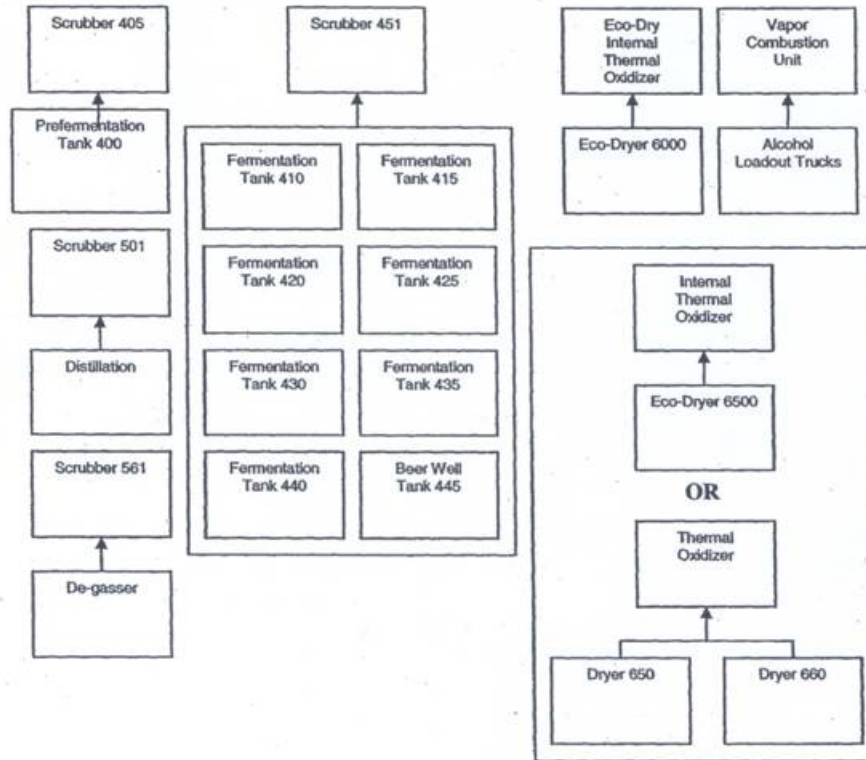 Scrubber 405
Prefermentation
Tank 400
Scrubber 501
Distillation
Scrubber 561
De-gasser
Scrubber 451
Fermentation
Tank 410
Fermentation
Tank 415
Fermentation
Tank 420
Fermentation
Tank 425
Fermentation
Tank 430
Fermentation
Tank 435
Fermentation
Tank 440
Beer Well
Tank 445
Eco-Dry
Internal
Thermal
Oxidizer
Eco-Dryer 6000
Vapor
Combustion
Unit
Alcohol
Loadout Trucks
Internal
Thermal
Oxidizer
Eco-Dryer 6500
OR
Thermal
Oxidizer
Dryer 650
Dryer 660